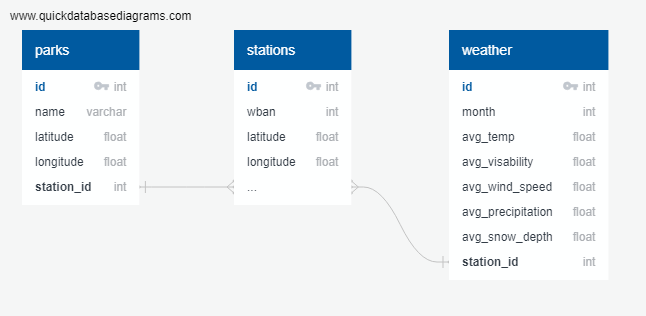 www.quickdatabasediagrams.com
parks
id int
name varchar
latitude float
longitude float
station_id int
stations
id int
wban int
latitude float
longitude float
...
weather
id int
month int
avg_temp float
avg_visability float
avg_wind_speed float
avg_precipitation float
avg_snow_depth float
station_id int